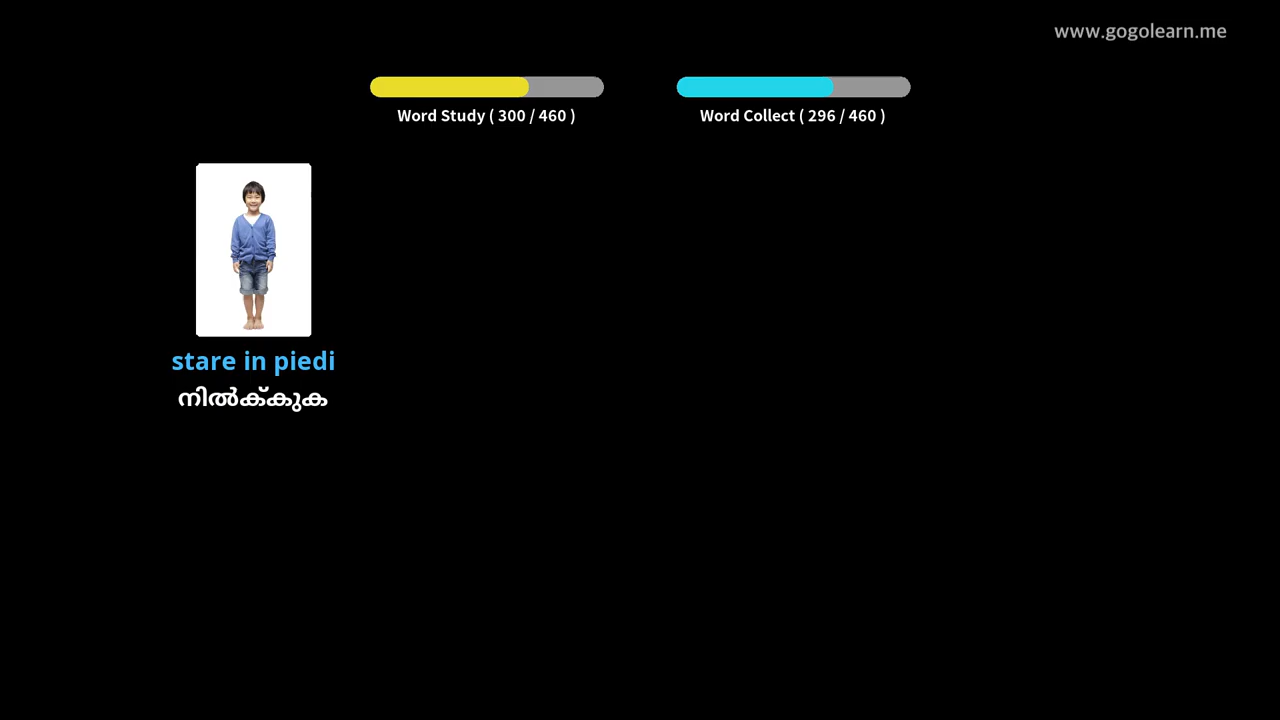 www.gogolearn.me
Word Study ( 300 / 460 )
Word Collect ( 296 / 460 )
stare in piedi
നിൽക്കുക